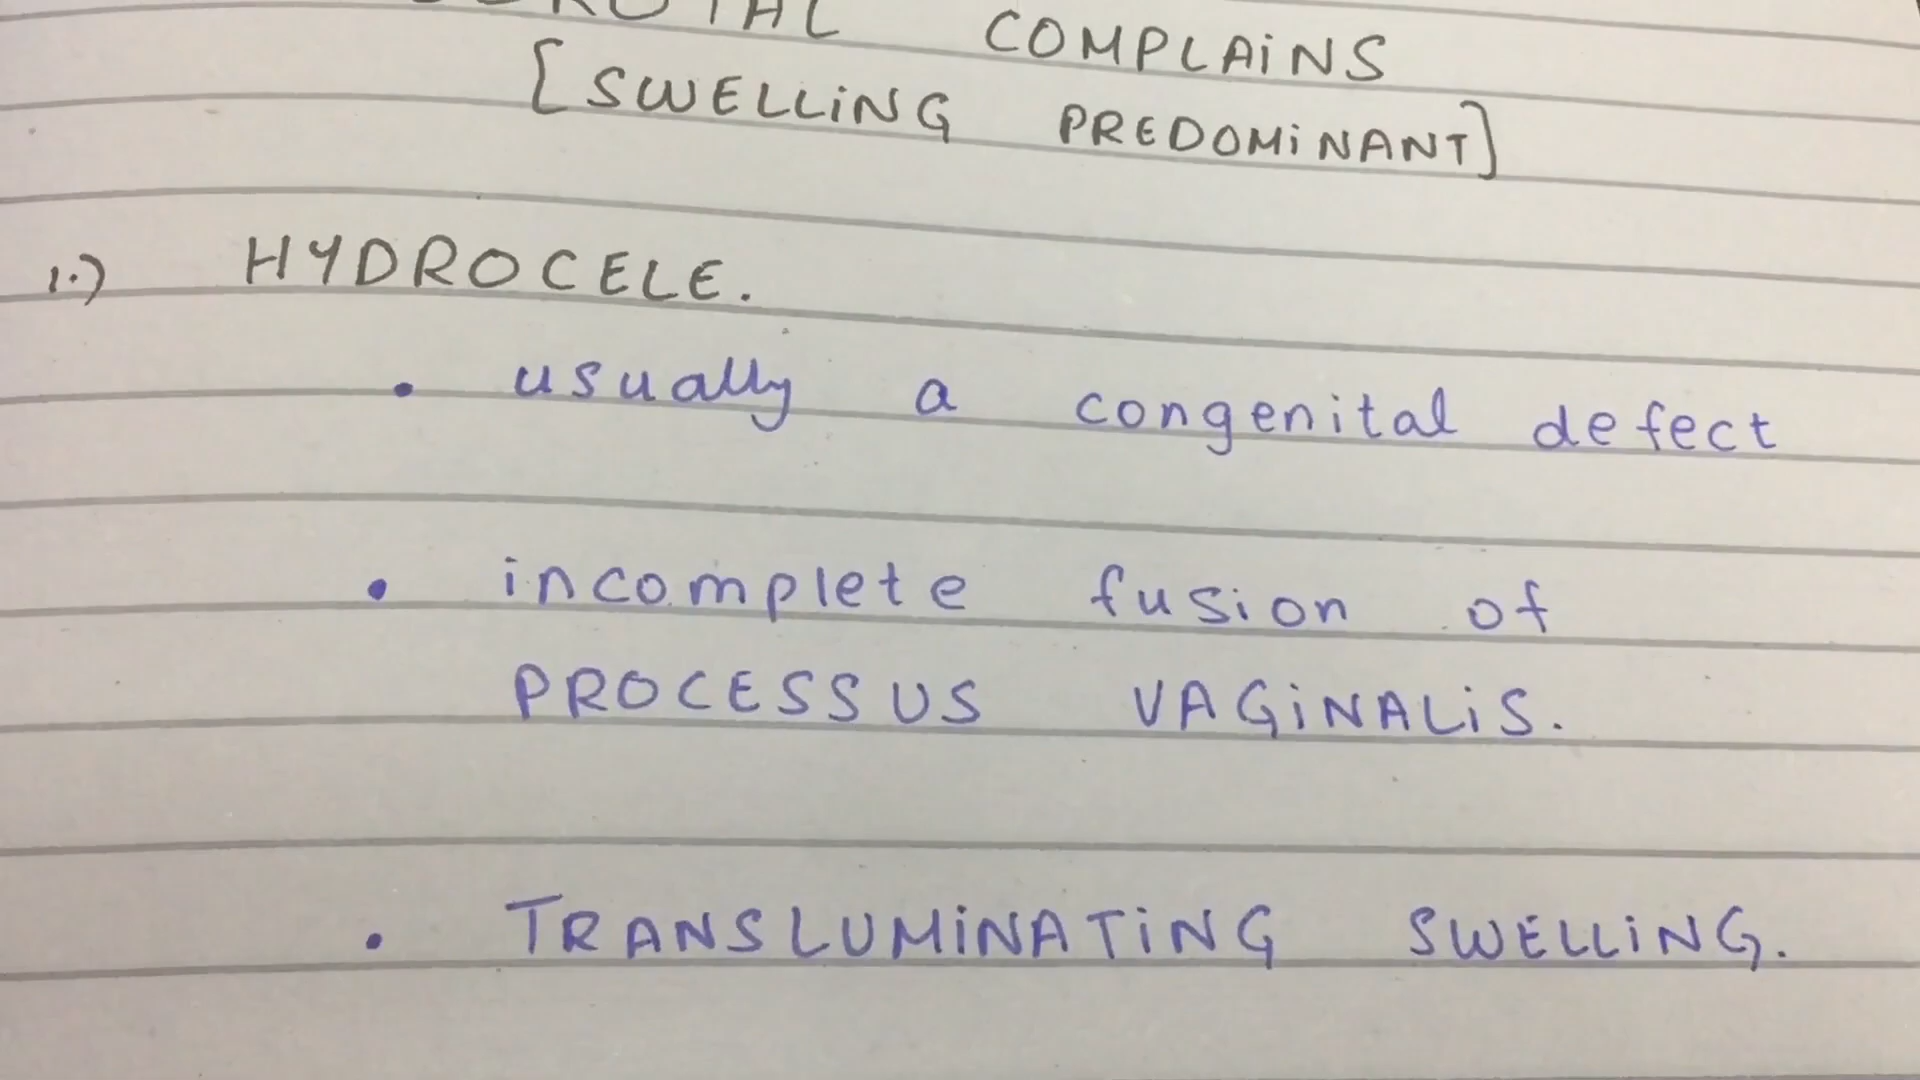 COMPLAINS
[SWELLING PREDOMINANT]
1.) HYDROCELE.
• usually a congenital defect
• incomplete fusion of
PROCESSUS VAGINALIS.
• TRANSLUMINATING SWELLING.